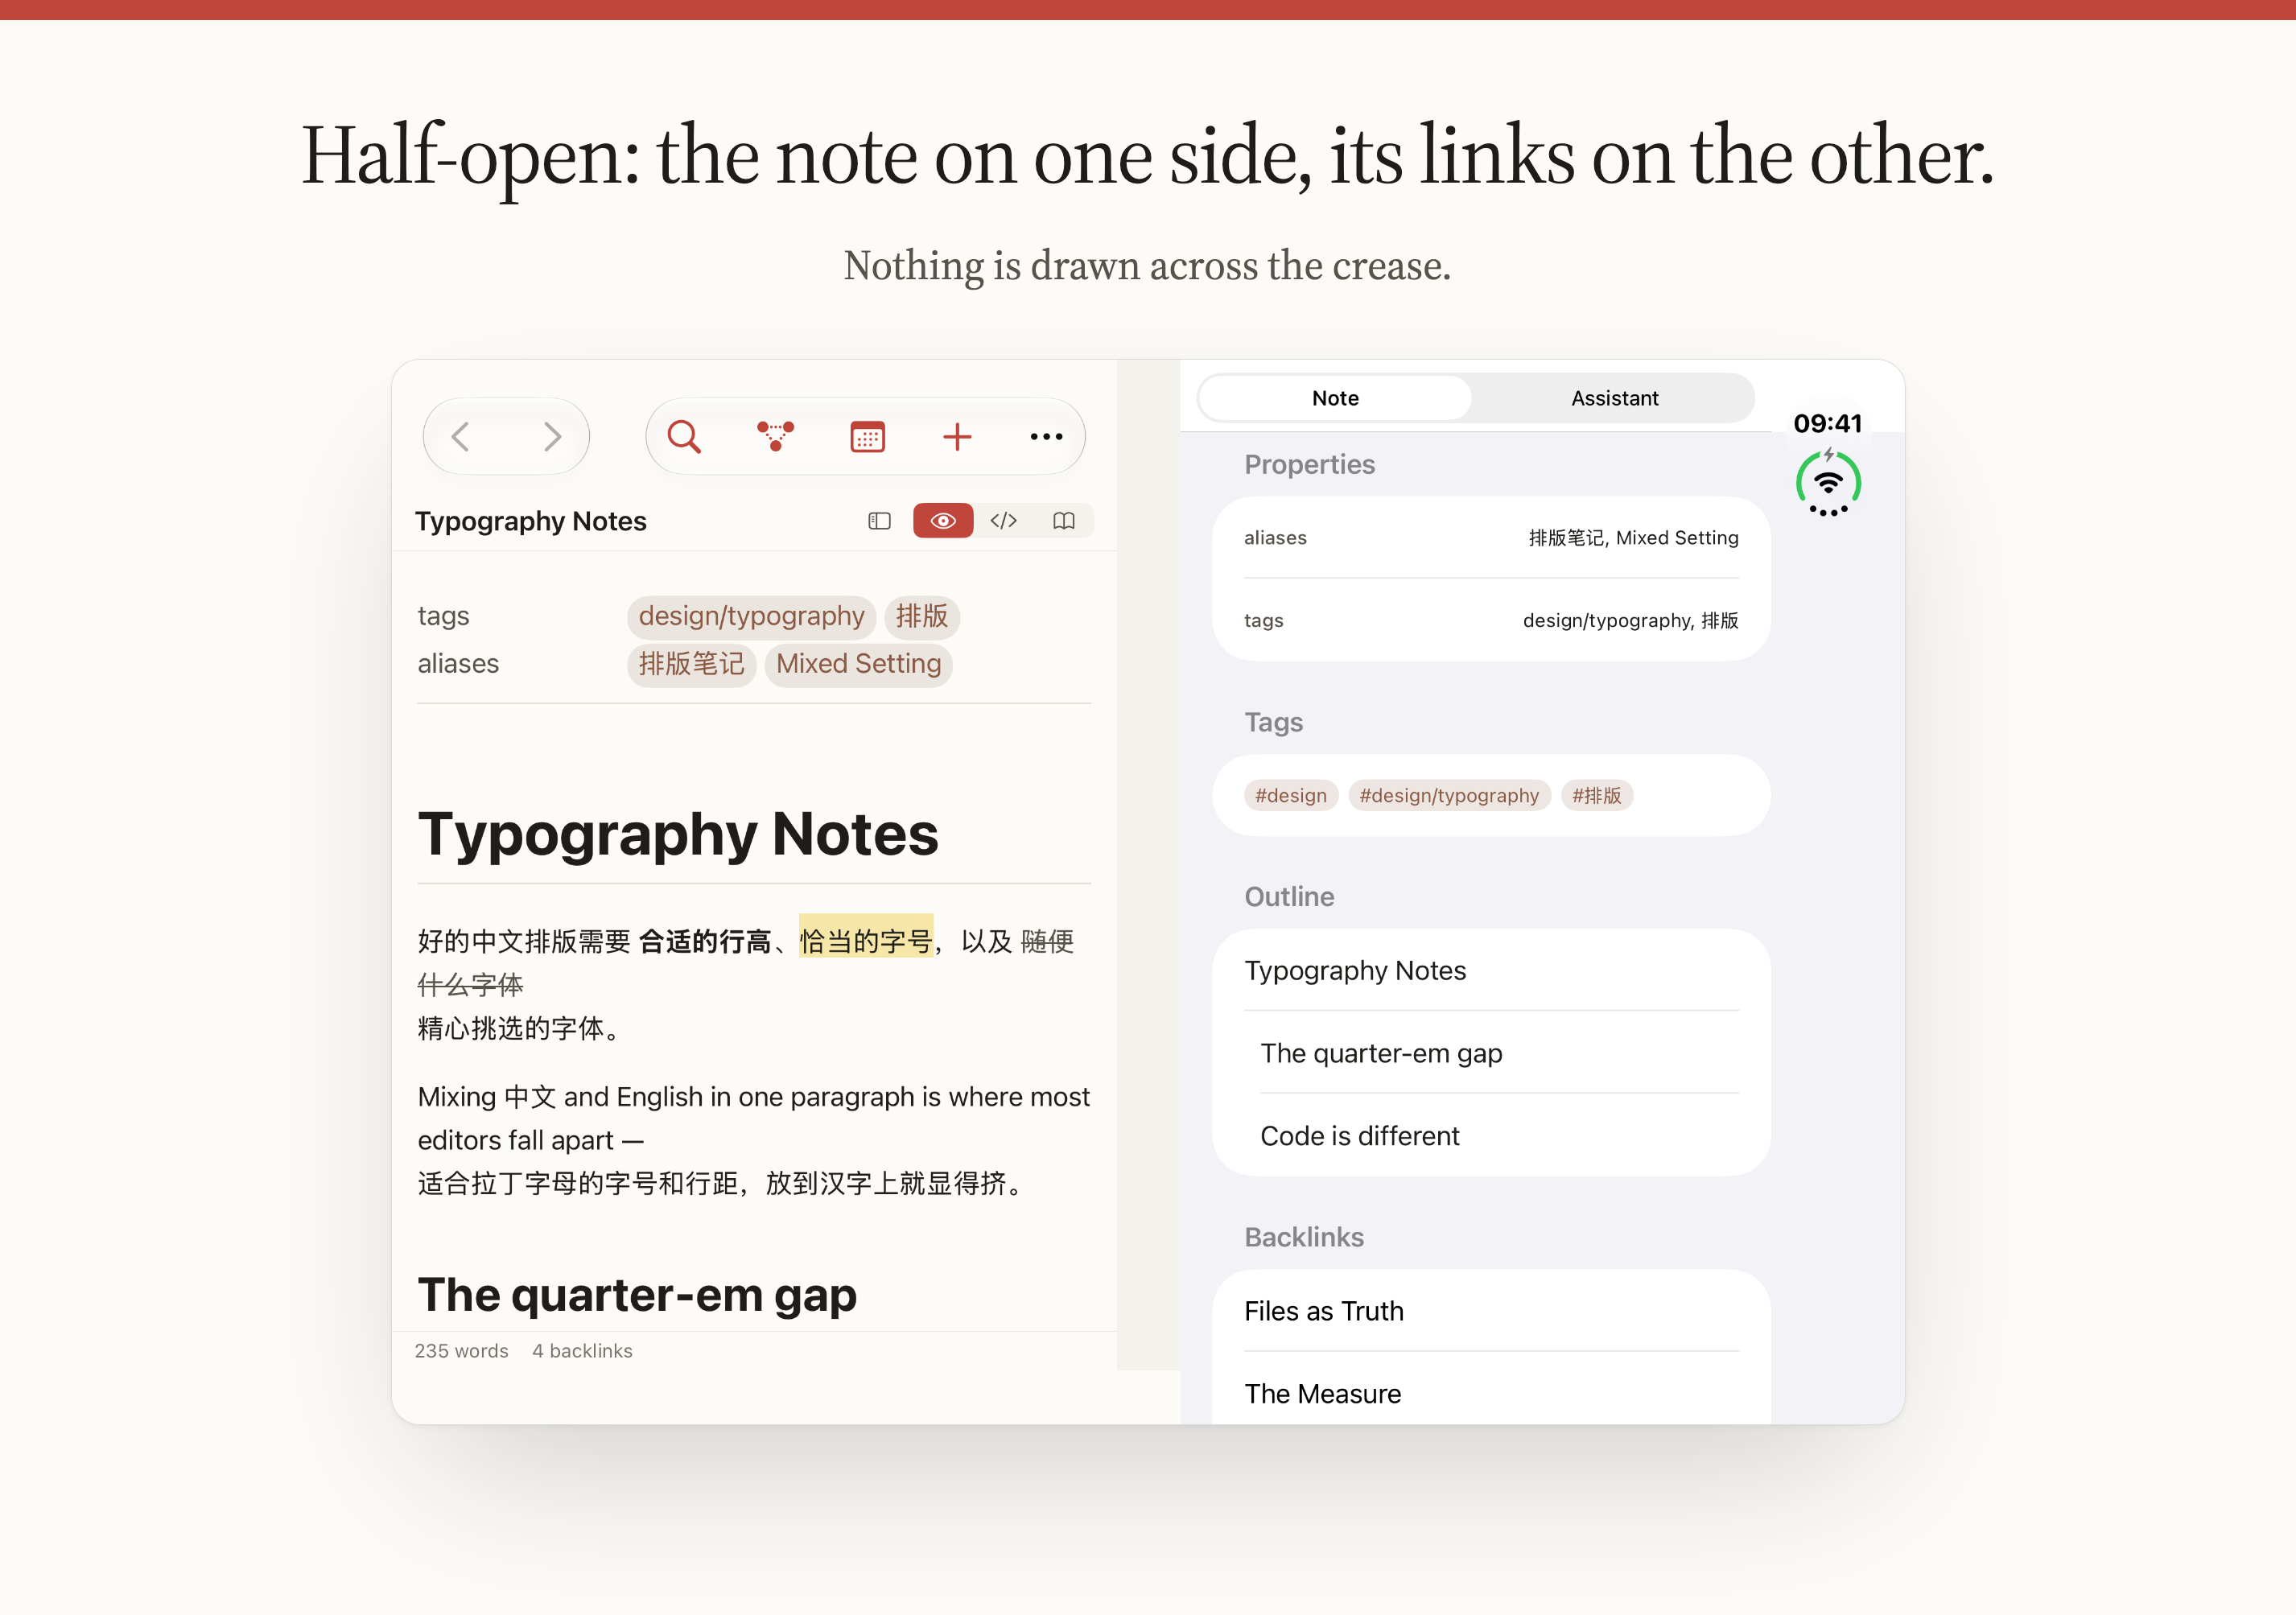 Half-open: the note on one side, its links on the other.
Nothing is drawn across the crease.
Typography Notes
tags design/typography 排版
aliases 排版笔记 Mixed Setting
Typography Notes
好的中文排版需要 合适的行高、恰当的字号，以及 随便
什么字体
精心挑选的字体。
Mixing 中文 and English in one paragraph is where most
editors fall apart —
适合拉丁字母的字号和行距，放到汉字上就显得挤。
The quarter-em gap
235 words 4 backlinks
Note Assistant
09:41
Properties
aliases 排版笔记, Mixed Setting
tags design/typography, 排版
Tags
#design #design/typography #排版
Outline
Typography Notes
The quarter-em gap
Code is different
Backlinks
Files as Truth
The Measure